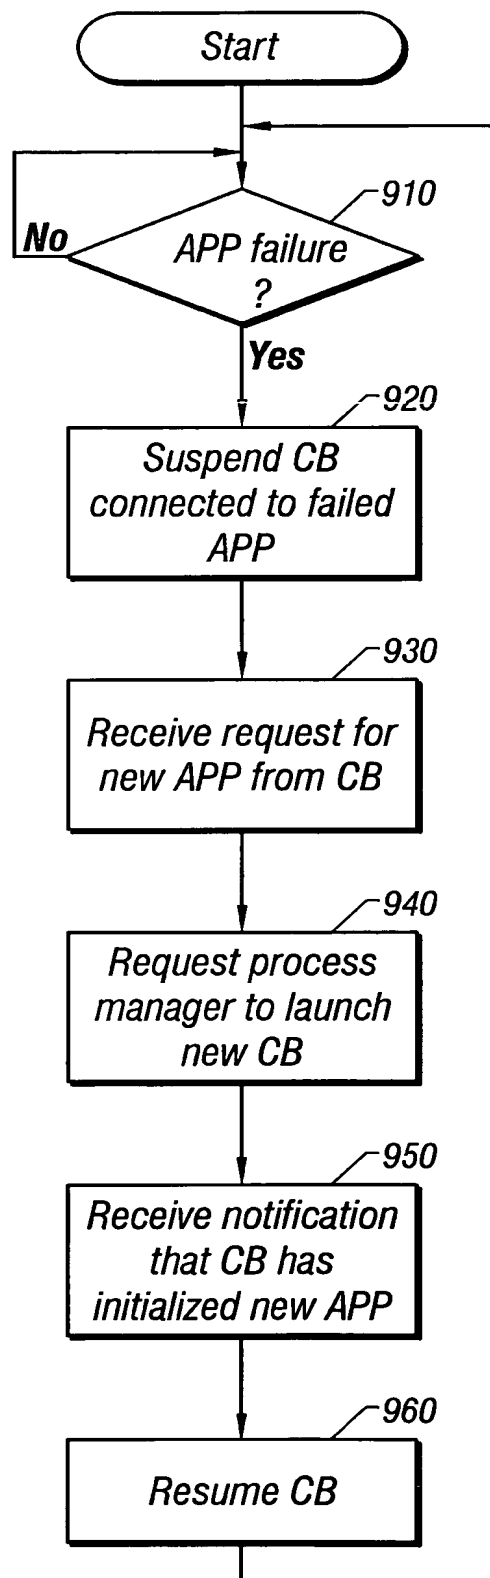 Start
910
No
APP failure
?
Yes
920
Suspend CB
connected to failed
APP
930
Receive request for
new APP from CB
940
Request process
manager to launch
new CB
950
Receive notification
that CB has
initialized new APP
960
Resume CB